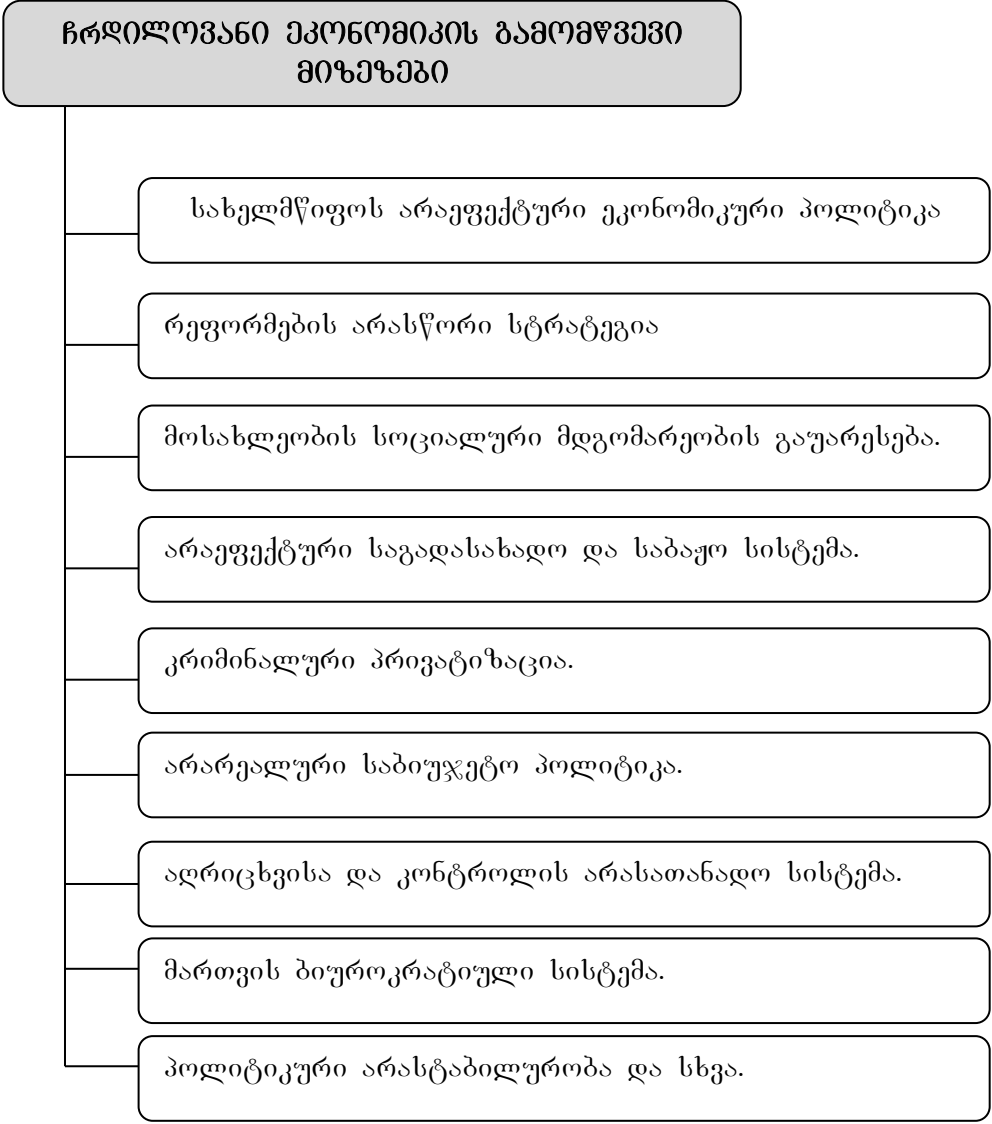 ჩრდილოვანი ეკონომიკის გამომწვევი
მიზეზები
სახელმწიფოს არაეფექტური ეკონომიკური პოლიტიკა
რეფორმების არასწორი სტრატეგია
მოსახლეობის სოციალური მდგომარეობის გაუარესება.
არაეფექტური საგადასახადო და საბაჟო სისტემა.
კრიმინალური პრივატიზაცია.
არარეალური საბიუჯეტო პოლიტიკა.
აღრიცხვისა და კონტროლის არასათანადო სისტემა.
მართვის ბიუროკრატიული სისტემა.
პოლიტიკური არასტაბილურობა და სხვა.